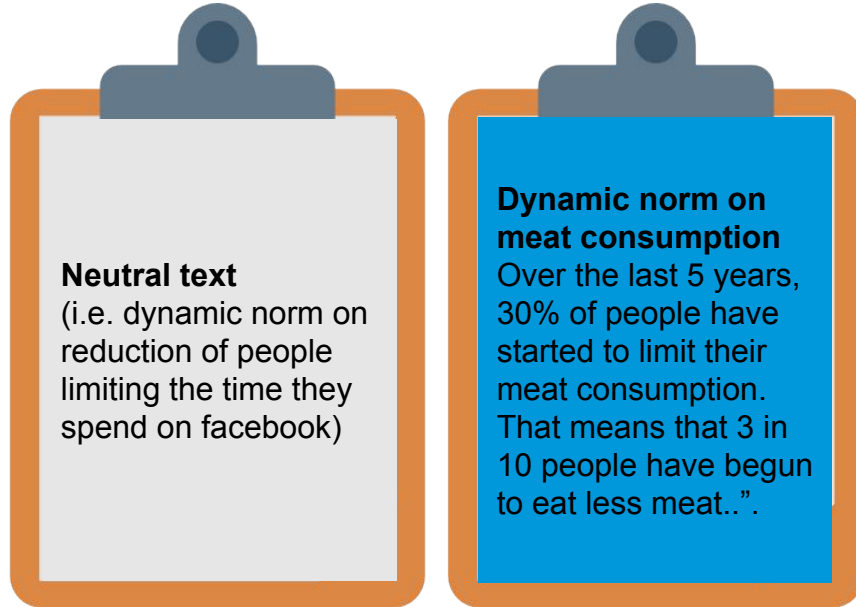 Neutral text
(i.e. dynamic norm on
reduction of people
limiting the time they
spend on facebook)
Dynamic norm on
meat consumption
Over the last 5 years,
30% of people have
started to limit their
meat consumption.
That means that 3 in
10 people have begun
to eat less meat..”.